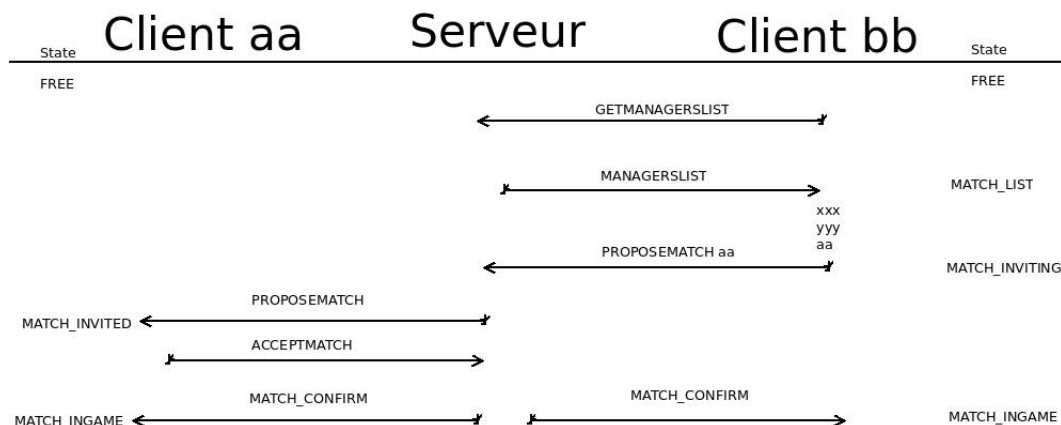 Client aa Serveur Client bb
State State
FREE FREE
GETMANAGERSLIST
MANAGERSLIST MATCH_LIST
xxx
yyy
aa
PROPOSEMATCH aa MATCH_INVITING
PROPOSEMATCH
MATCH_INVITED
ACCEPTMATCH
MATCH_CONFIRM MATCH_CONFIRM
MATCH_INGAME MATCH_INGAME